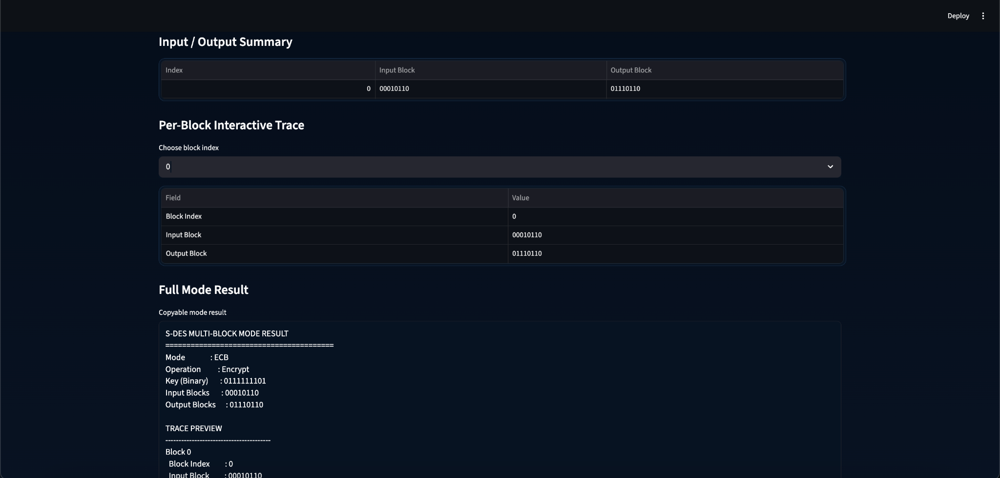 Deploy
Input / Output Summary
Index Input Block Output Block
0 00010110 01110110
Per-Block Interactive Trace
Choose block index
0
Field Value
Block Index 0
Input Block 00010110
Output Block 01110110
Full Mode Result
Copyable mode result
S-DES MULTI-BLOCK MODE RESULT
========================================
Mode : ECB
Operation : Encrypt
Key (Binary) : 0111111101
Input Blocks : 00010110
Output Blocks : 01110110
TRACE PREVIEW
----------------------------------------
Block 0
Block Index : 0
Input Block : 00010110